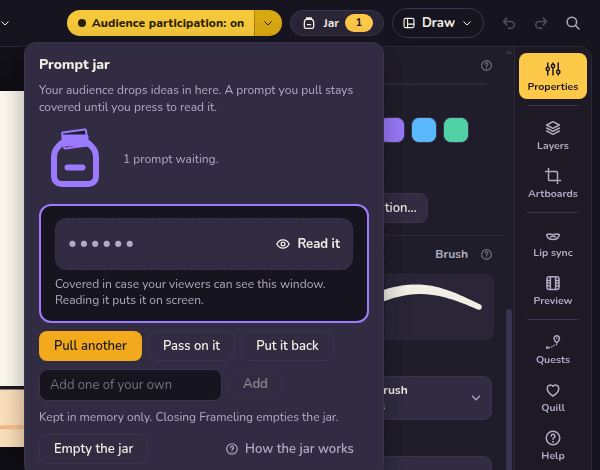 Audience participation: on
Jar 1
Draw
Prompt jar
Your audience drops ideas in here. A prompt you pull stays
covered until you press to read it.
1 prompt waiting.
Read it
Covered in case your viewers can see this window.
Reading it puts it on screen.
Pull another
Pass on it
Put it back
Add one of your own
Add
Kept in memory only. Closing Frameling empties the jar.
Empty the jar
How the jar works
tion...
Brush
rush
Properties
Layers
Artboards
Lip sync
Preview
Quests
Quill
Help